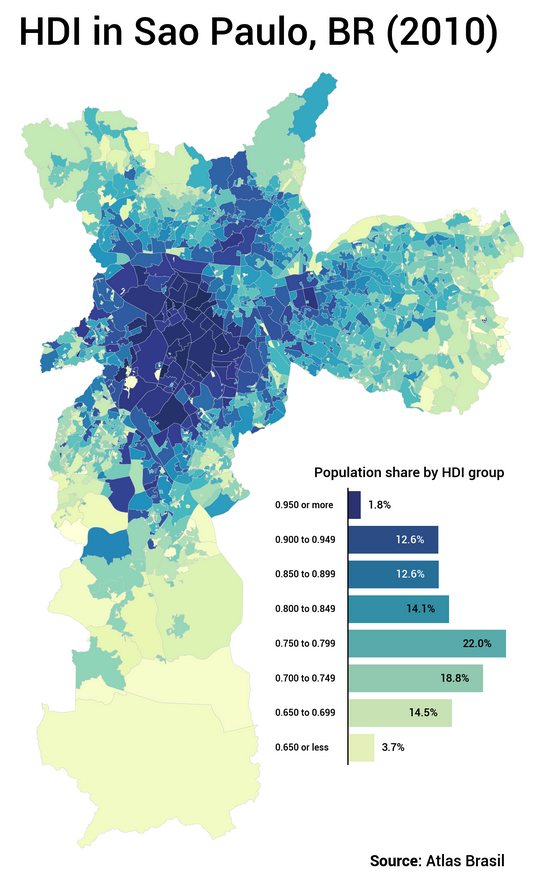 HDI in Sao Paulo, BR (2010)
Population share by HDI group
0.950 or more 1.8%
0.900 to 0.949 12.6%
0.850 to 0.899 12.6%
0.800 to 0.849 14.1%
0.750 to 0.799 22.0%
0.700 to 0.749 18.8%
0.650 to 0.699 14.5%
0.650 or less 3.7%
Source: Atlas Brasil